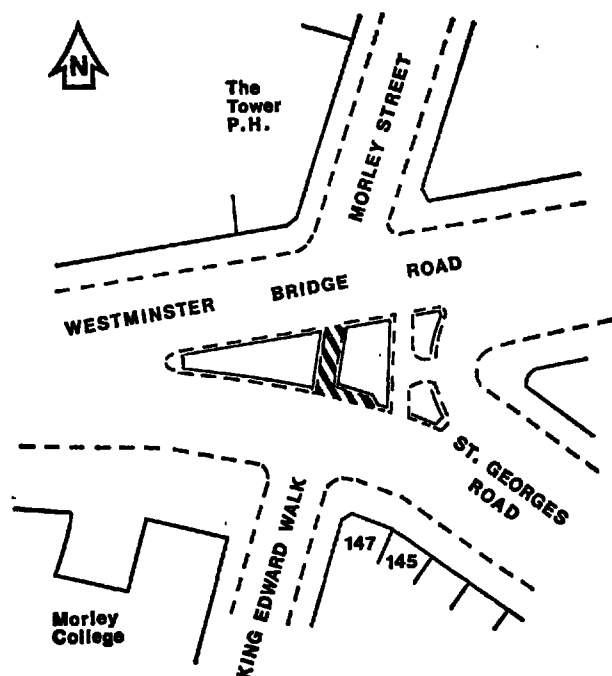 N
The
Tower
P.H.
MORLEY STREET
WESTMINSTER BRIDGE ROAD
ST. GEORGES
ROAD
KING EDWARD WALK
147
145
Morley
College